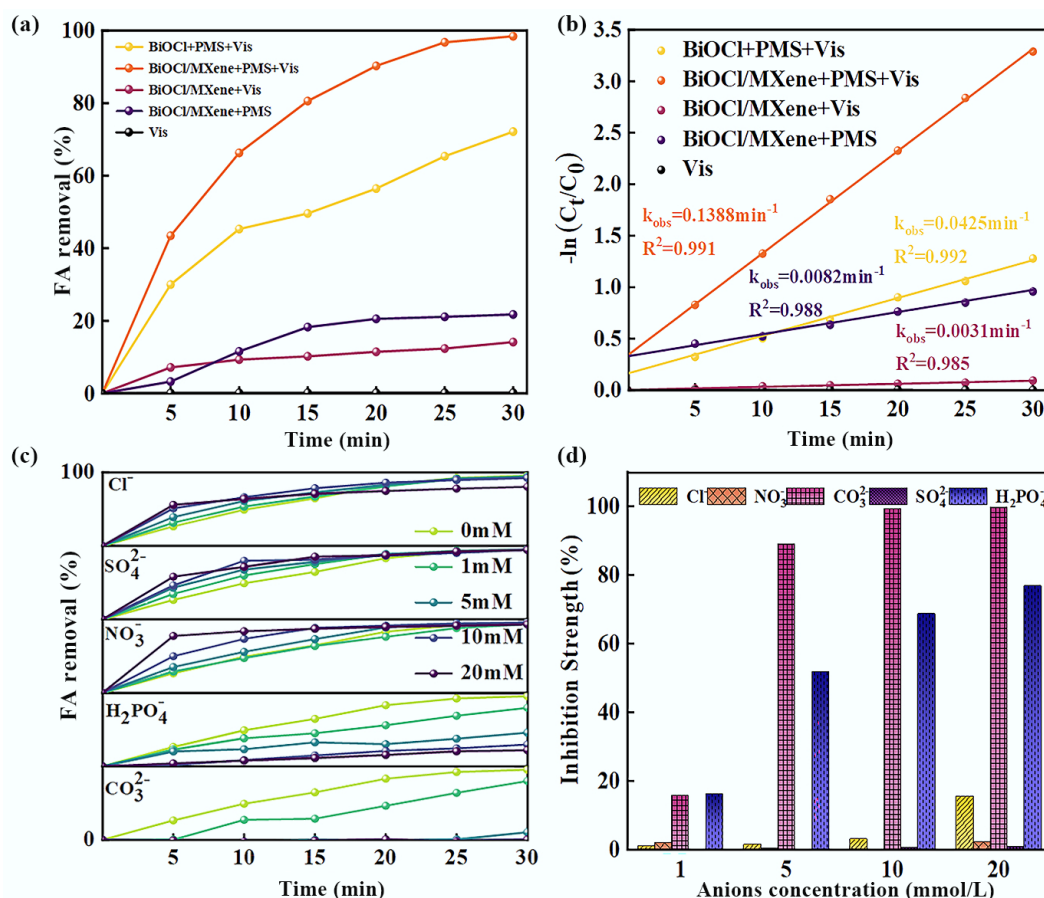 (a)
100
80
60
40
20
0
FA removal (%)
BiOCl+PMS+Vis
BiOCl/MXene+PMS+Vis
BiOCl/MXene+Vis
BiOCl/MXene+PMS
Vis
5 10 15 20 25 30
Time (min)
(b)
3.5
3.0
2.5
2.0
1.5
1.0
0.5
0.0
-ln (Cₜ/C₀)
BiOCl+PMS+Vis
BiOCl/MXene+PMS+Vis
BiOCl/MXene+Vis
BiOCl/MXene+PMS
Vis
k_obs=0.1388min⁻¹
R²=0.991
k_obs=0.0425min⁻¹
R²=0.992
k_obs=0.0082min⁻¹
R²=0.988
k_obs=0.0031min⁻¹
R²=0.985
5 10 15 20 25 30
Time (min)
(c)
100
0
FA removal (%)
Cl⁻
SO₄²⁻
NO₃⁻
H₂PO₄⁻
CO₃²⁻
0mM
1mM
5mM
10mM
20mM
5 10 15 20 25 30
Time (min)
(d)
100
80
60
40
20
0
Inhibition Strength (%)
Cl⁻ NO₃⁻ CO₃²⁻ SO₄²⁻ H₂PO₄⁻
1 5 10 20
Anions concentration (mmol/L)